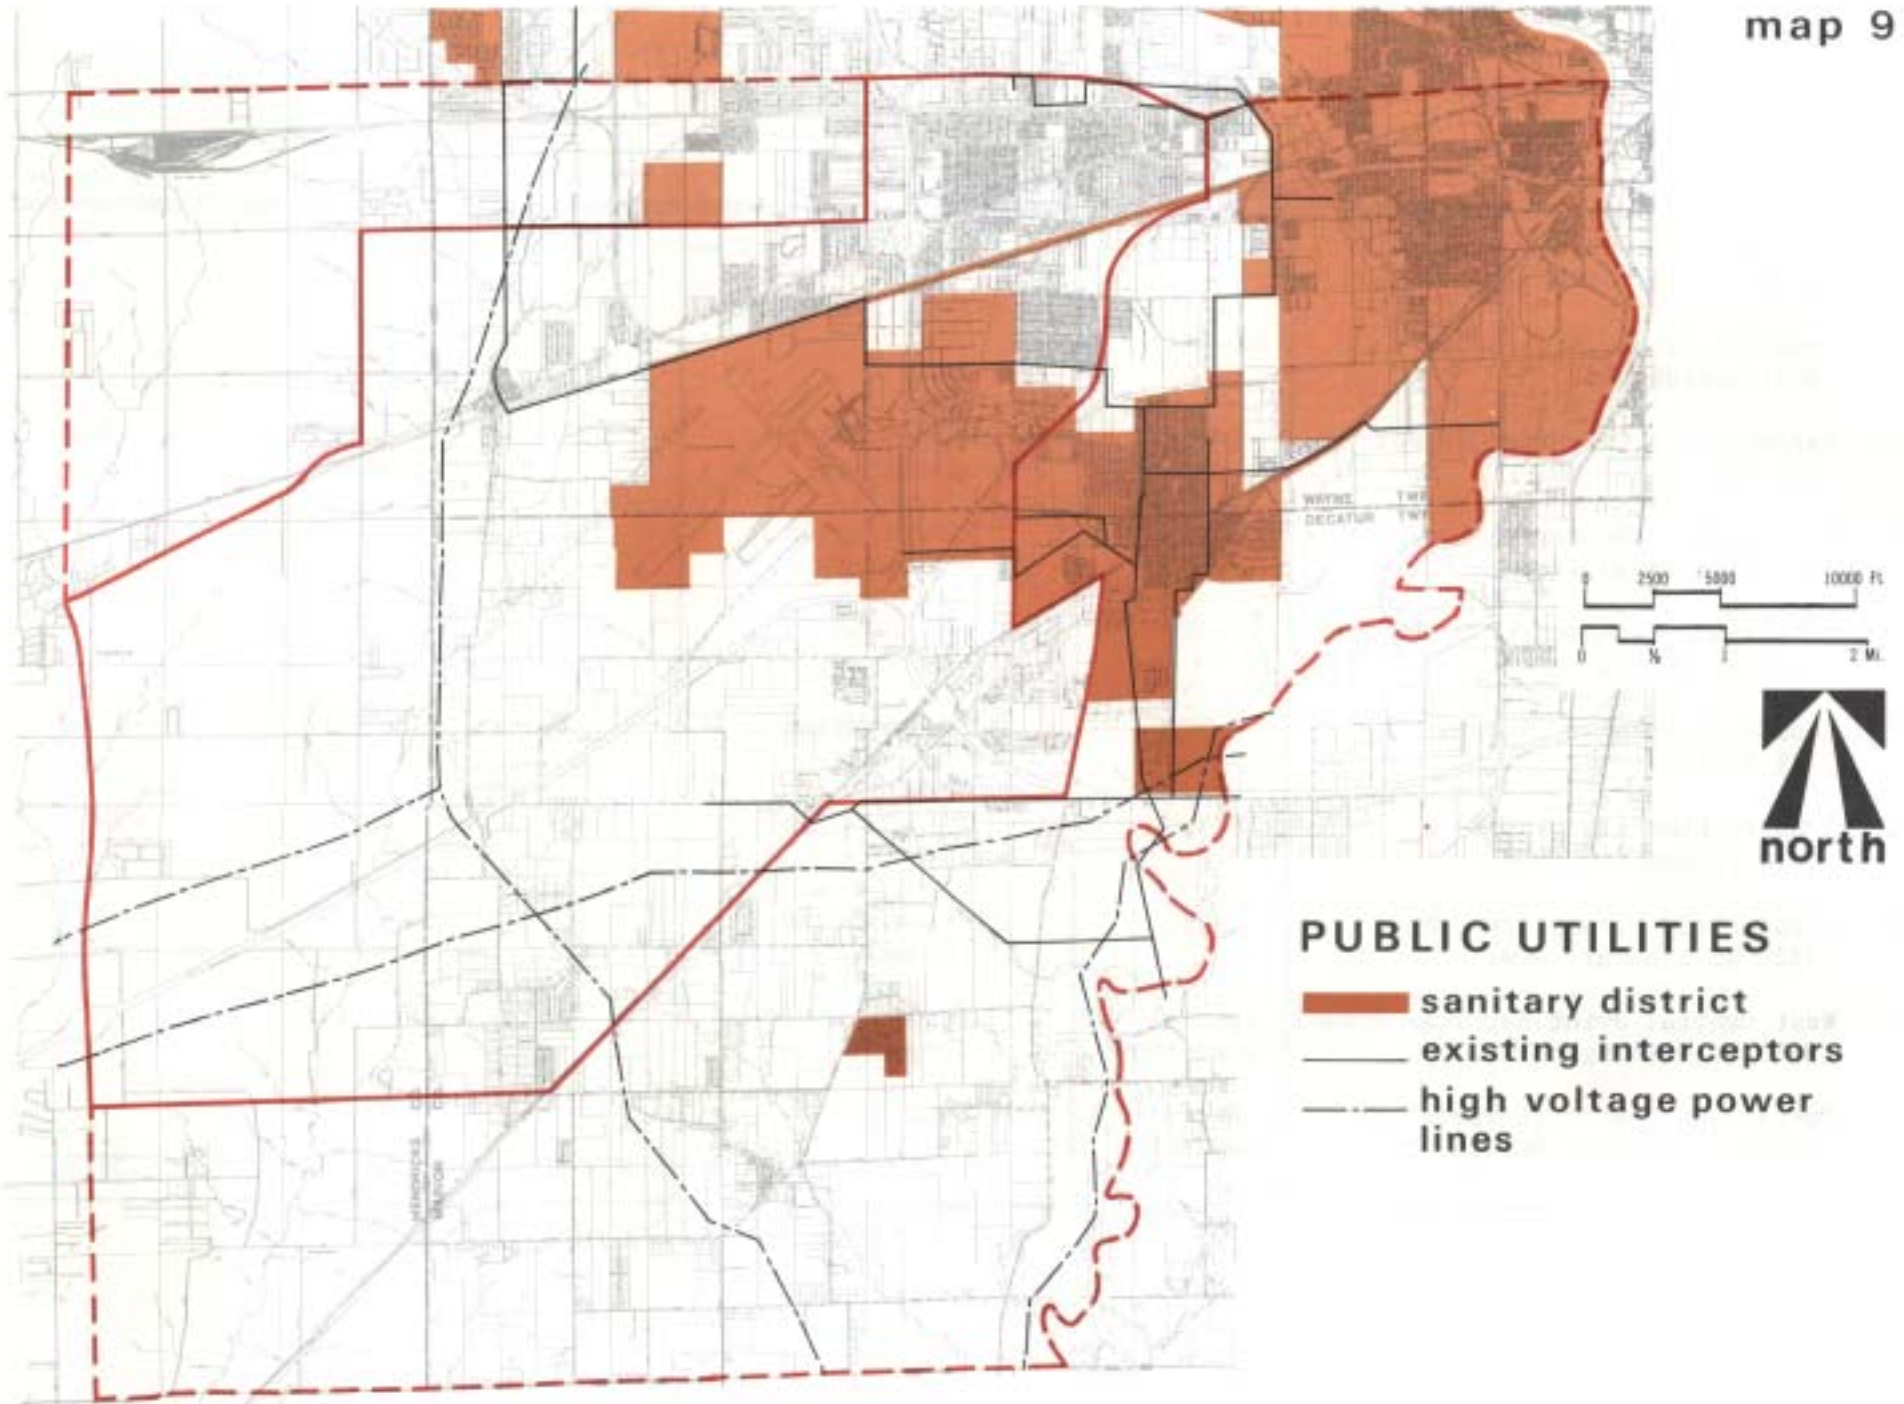 map 9
WAYNE TWP
DECATUR TWP
0 2500 5000 10000 Ft.
0 ½ 1 2 Mi.
north
PUBLIC UTILITIES
sanitary district
existing interceptors
high voltage power
lines
HENDRICKS
MARION